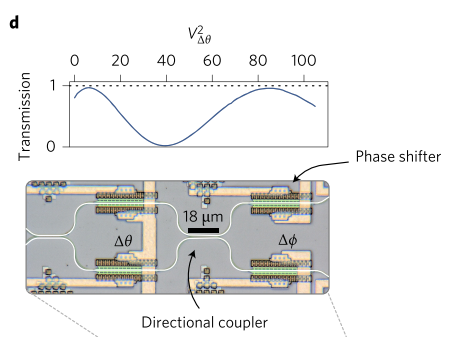 d
V²Δθ
0 20 40 60 80 100
Transmission
1
0
Phase shifter
18 μm
Δθ
Δϕ
Directional coupler